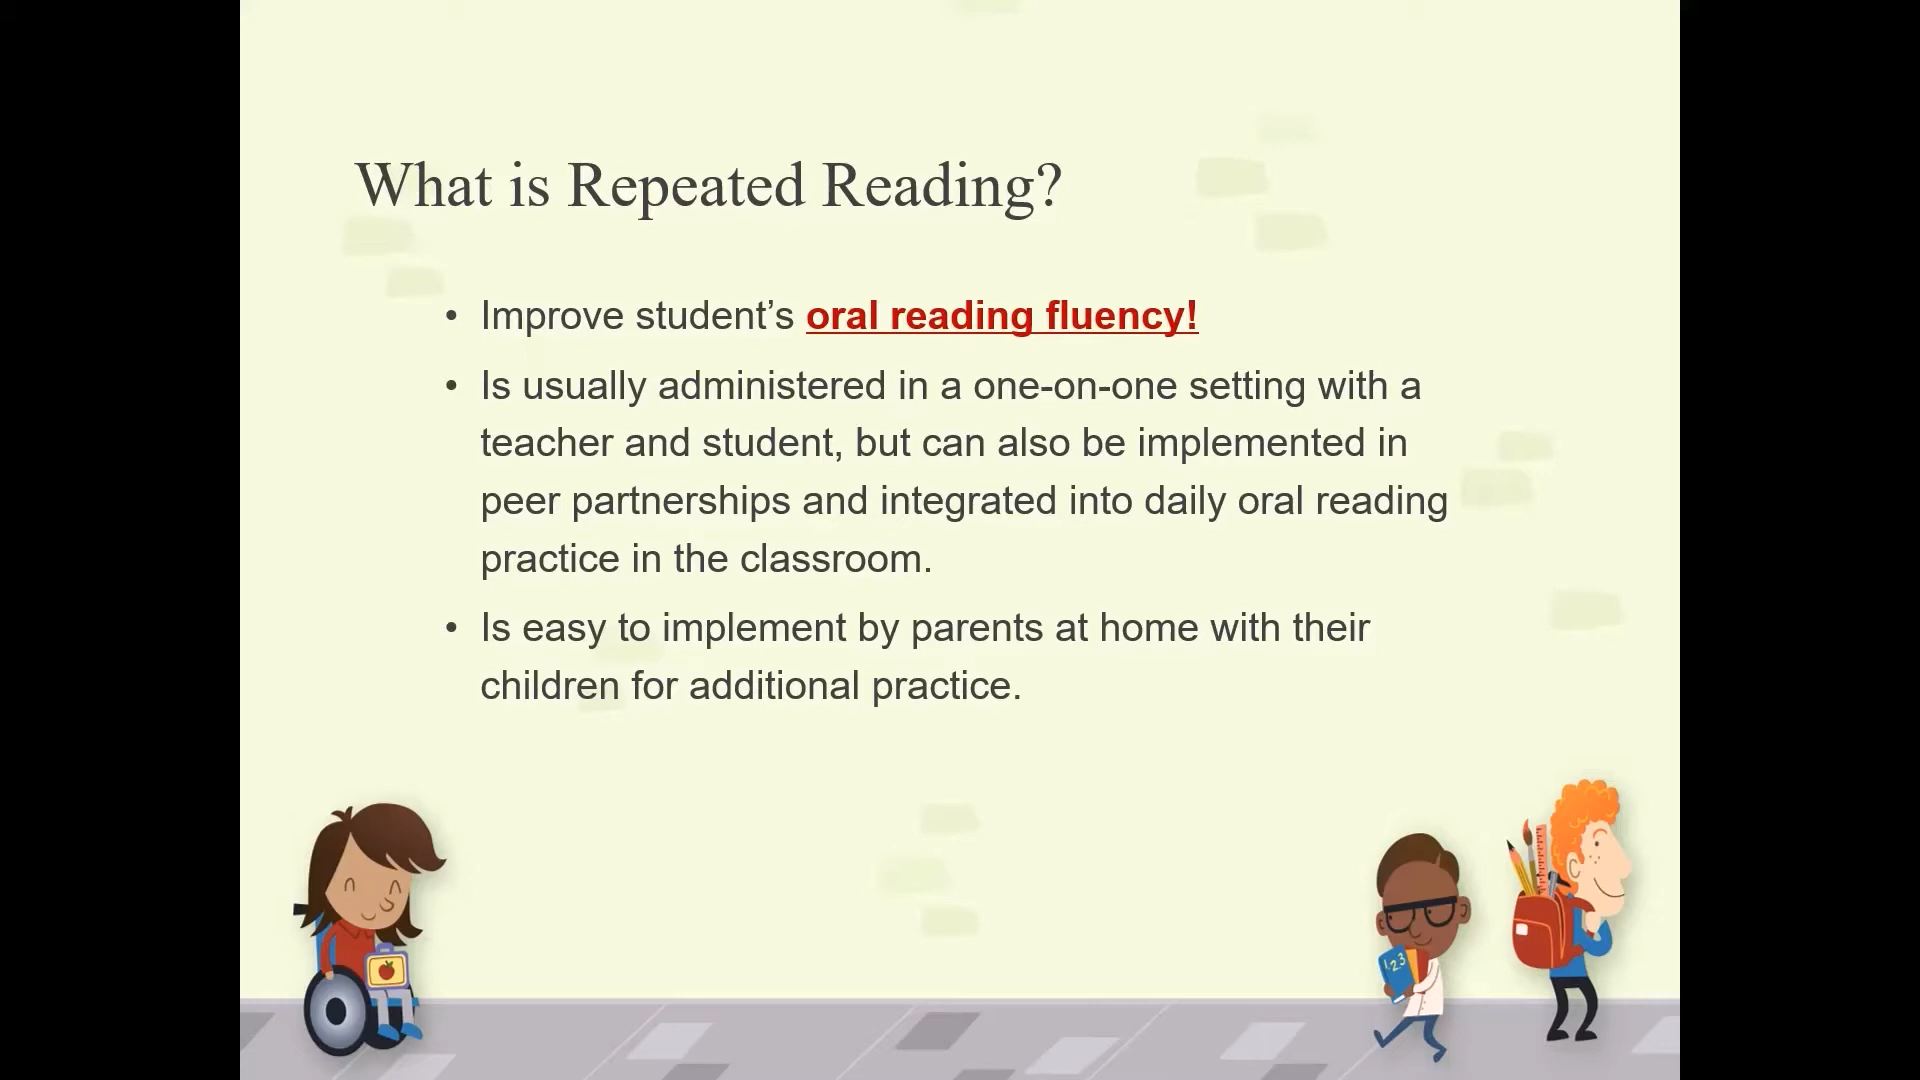 What is Repeated Reading?
• Improve student’s oral reading fluency!
• Is usually administered in a one-on-one setting with a
teacher and student, but can also be implemented in
peer partnerships and integrated into daily oral reading
practice in the classroom.
• Is easy to implement by parents at home with their
children for additional practice.
123